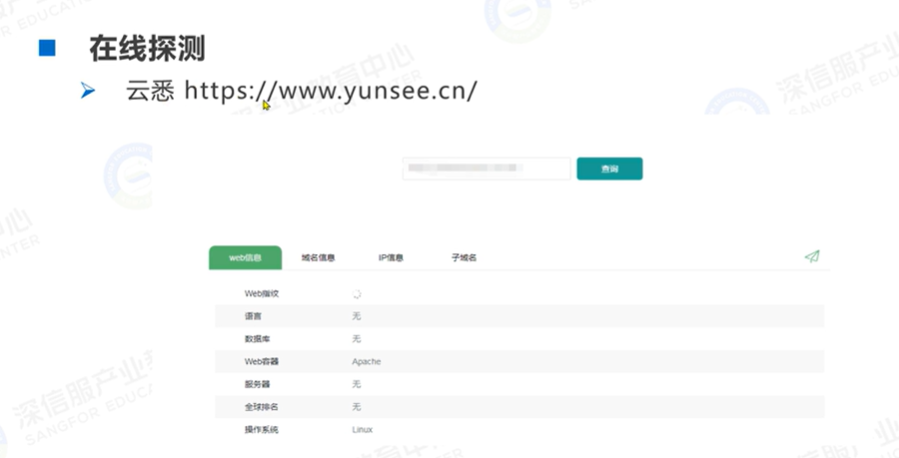 在线探测
云悉 https://www.yunsee.cn/
查询
web信息 域名信息 IP信息 子域名
Web指纹
语言 无
数据库 无
Web容器 Apache
服务器 无
全球排名 无
操作系统 Linux
深信服产业教育中心
SANGFOR EDUCATION CENTER